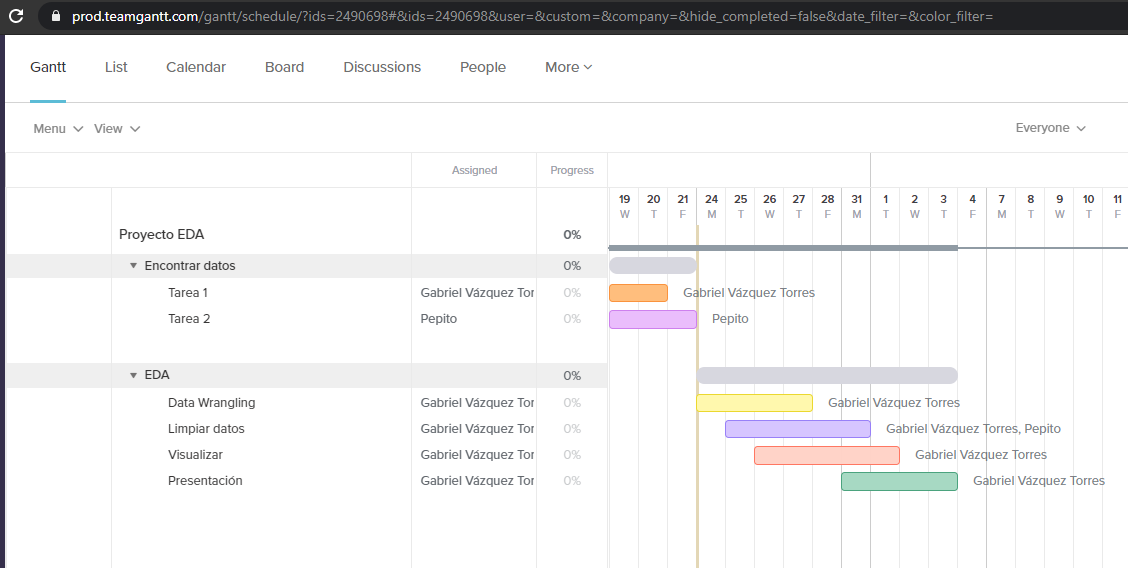 prod.teamgantt.com/gantt/schedule/?ids=2490698#&ids=2490698&user=&custom=&company=&hide_completed=false&date_filter=&color_filter=
Gantt List Calendar Board Discussions People More
Menu View Everyone
Assigned Progress
19 20 21 24 25 26 27 28 31 1 2 3 4 7 8 9 10 11
W T F M T W T F M T W T F M T W T F
Proyecto EDA 0%
Encontrar datos 0%
Tarea 1 Gabriel Vázquez Tor 0% Gabriel Vázquez Torres
Tarea 2 Pepito 0% Pepito
EDA 0%
Data Wrangling Gabriel Vázquez Tor 0% Gabriel Vázquez Torres
Limpiar datos Gabriel Vázquez Tor 0% Gabriel Vázquez Torres, Pepito
Visualizar Gabriel Vázquez Tor 0% Gabriel Vázquez Torres
Presentación Gabriel Vázquez Tor 0% Gabriel Vázquez Torres